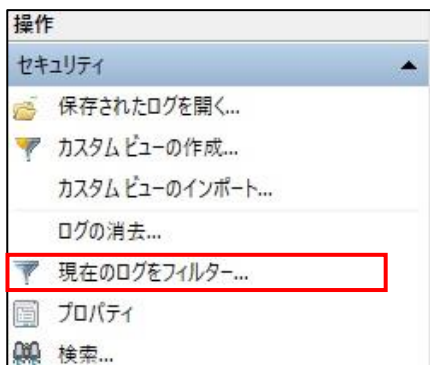 操作
セキュリティ
保存されたログを開く...
カスタム ビューの作成...
カスタム ビューのインポート...
ログの消去...
現在のログをフィルター...
プロパティ
検索...